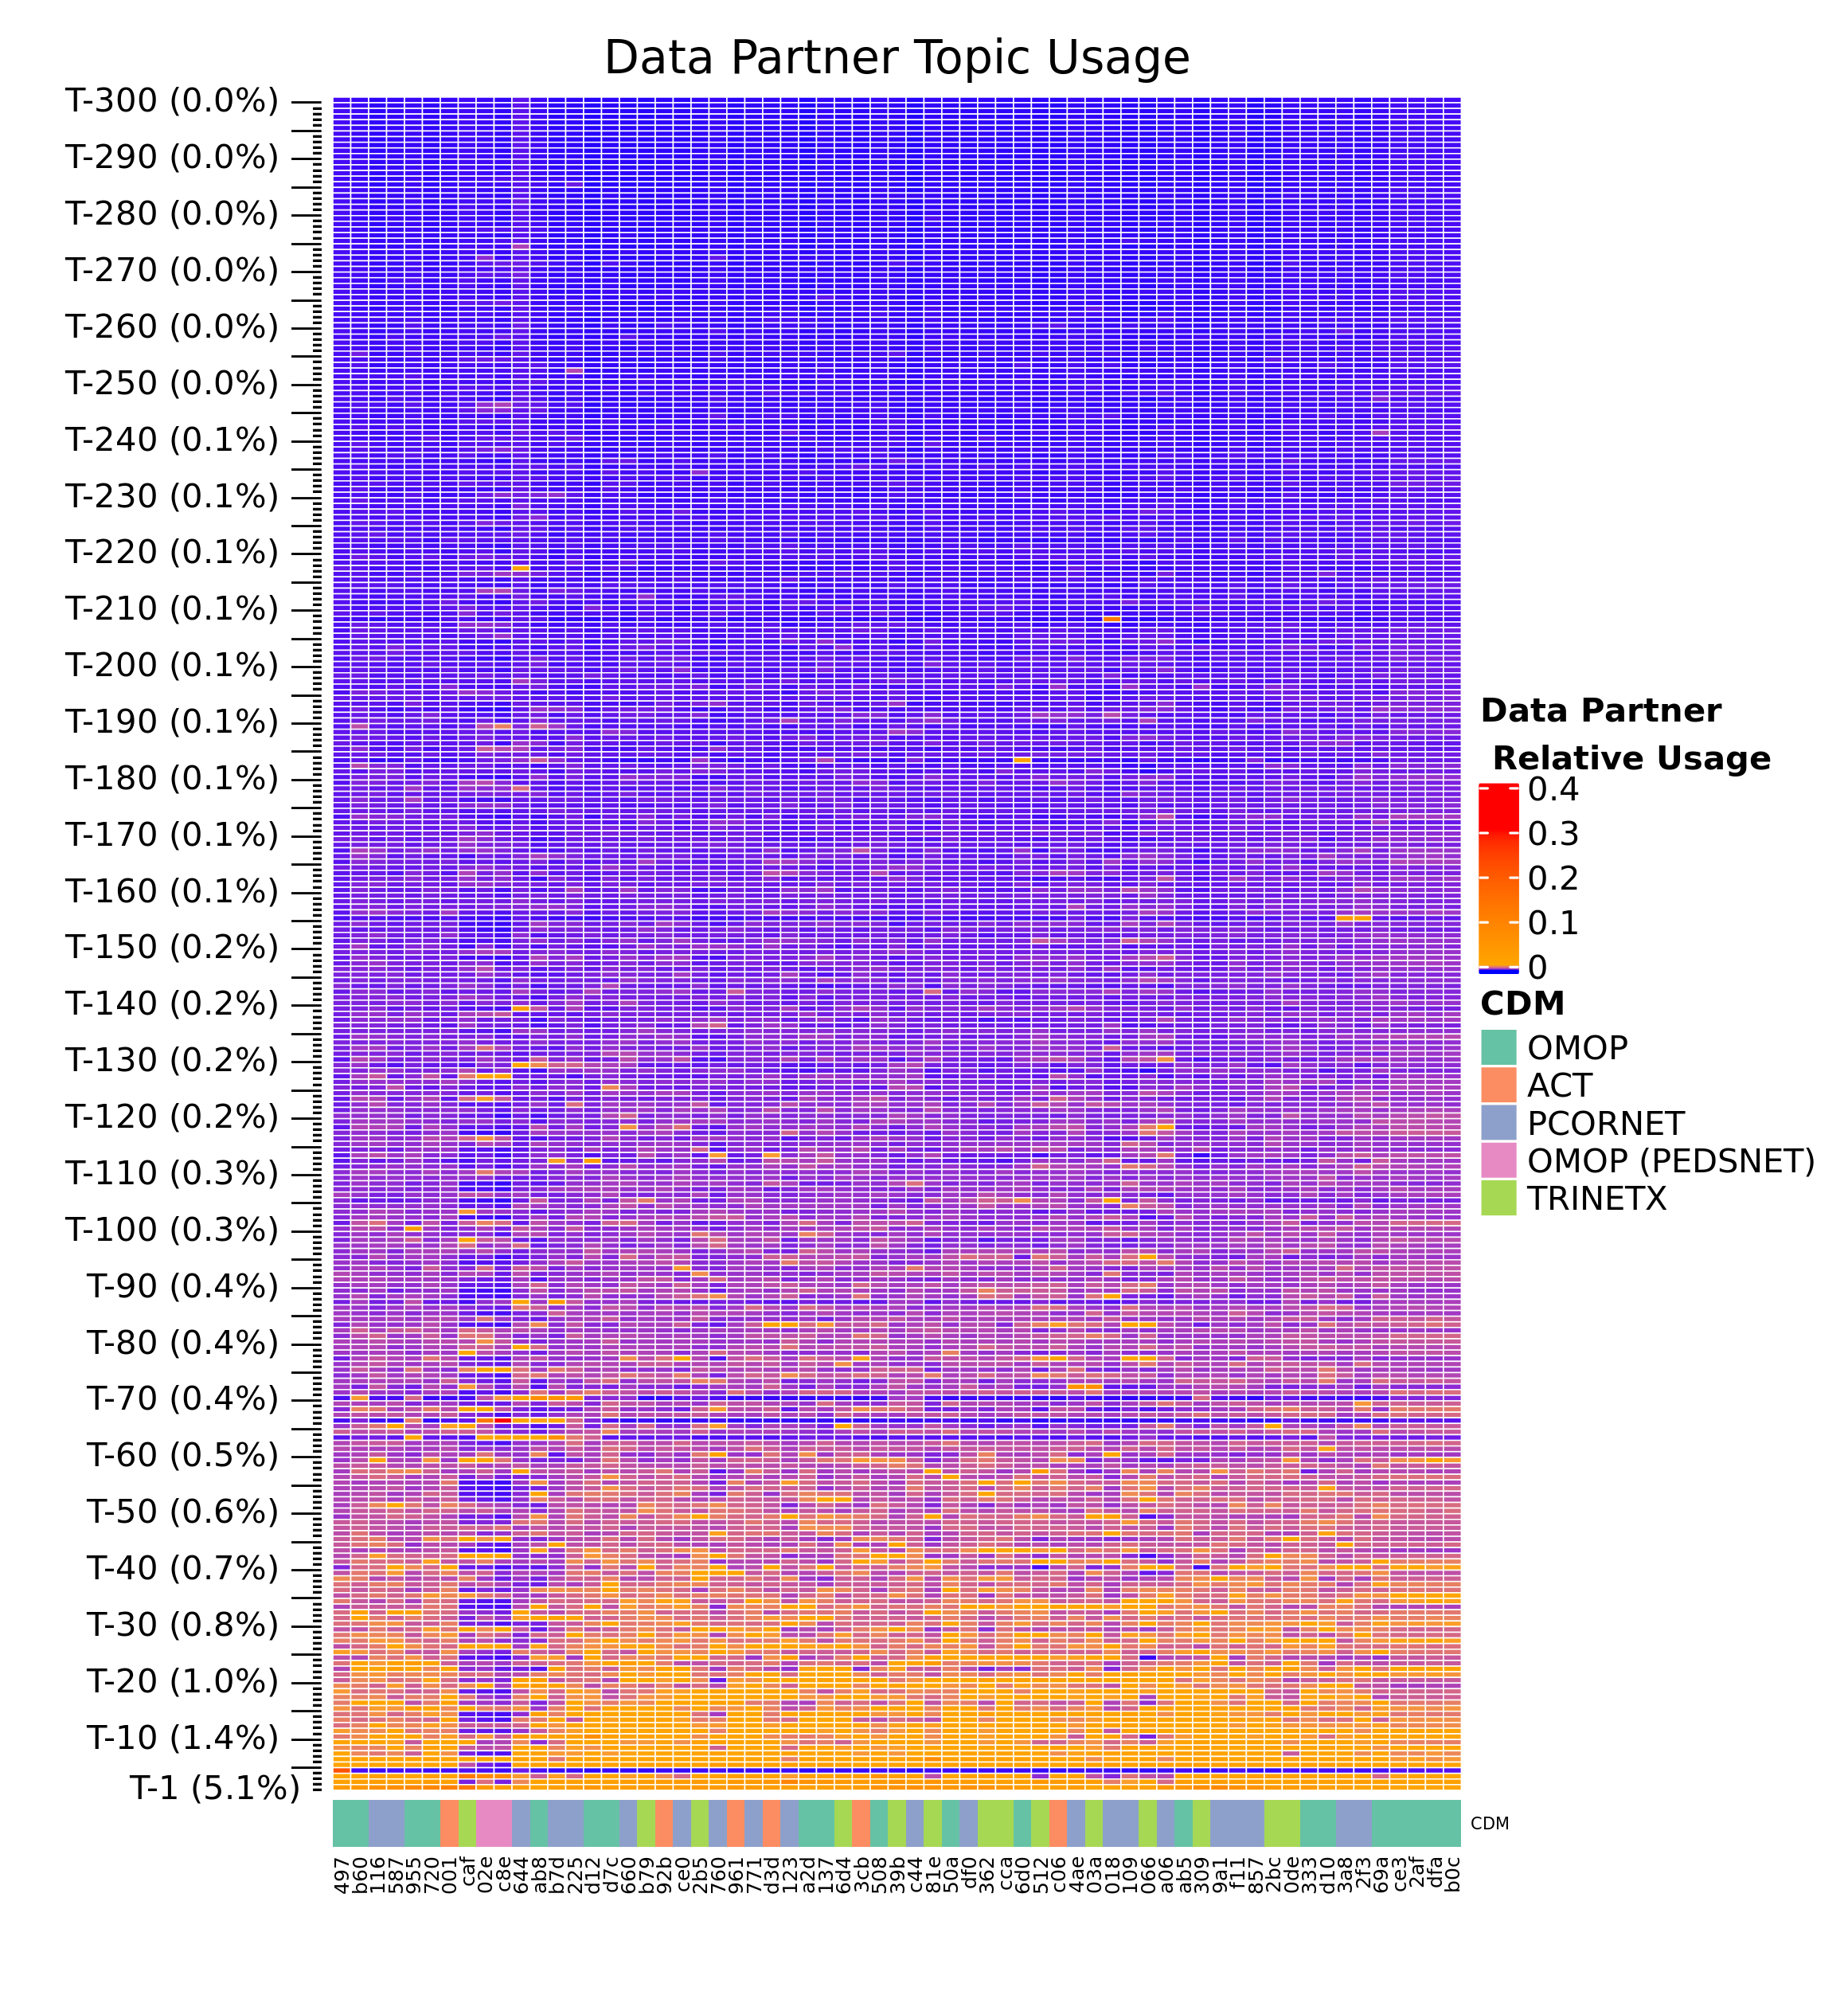 Data Partner Topic Usage
T-300 (0.0%)
T-290 (0.0%)
T-280 (0.0%)
T-270 (0.0%)
T-260 (0.0%)
T-250 (0.0%)
T-240 (0.1%)
T-230 (0.1%)
T-220 (0.1%)
T-210 (0.1%)
T-200 (0.1%)
T-190 (0.1%)
T-180 (0.1%)
T-170 (0.1%)
T-160 (0.1%)
T-150 (0.2%)
T-140 (0.2%)
T-130 (0.2%)
T-120 (0.2%)
T-110 (0.3%)
T-100 (0.3%)
T-90 (0.4%)
T-80 (0.4%)
T-70 (0.4%)
T-60 (0.5%)
T-50 (0.6%)
T-40 (0.7%)
T-30 (0.8%)
T-20 (1.0%)
T-10 (1.4%)
T-1 (5.1%)
Data Partner
Relative Usage
0.4
0.3
0.2
0.1
0
CDM
OMOP
ACT
PCORNET
OMOP (PEDSNET)
TRINETX
CDM
497
b60
116
587
955
720
001
caf
02e
c8e
644
ab8
b7d
225
d12
d7c
660
b79
92b
ce0
2b5
760
961
771
d3d
123
a2d
137
6d4
3cb
508
39b
c44
81e
50a
df0
362
cca
6d0
512
c06
4ae
03a
018
109
066
a06
ab5
309
9a1
f11
857
2bc
0de
333
d10
3a8
2f3
69a
ce3
2af
dfa
b0c